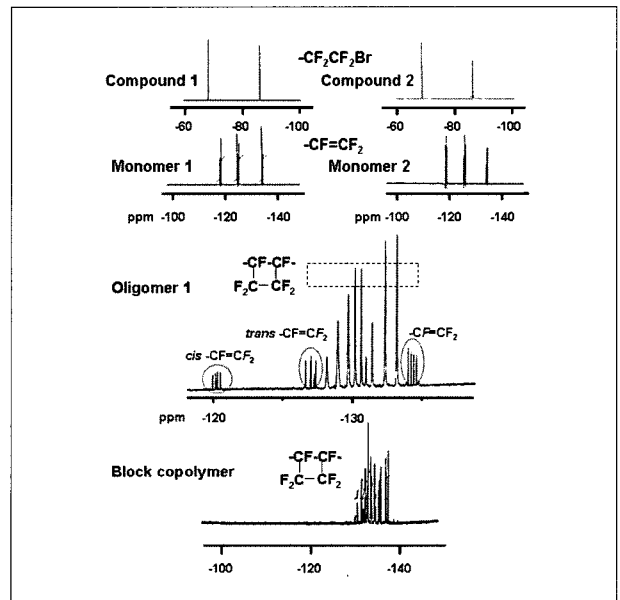 -CF₂CF₂Br
Compound 1 Compound 2
-60 -80 -100 -60 -80 -100
-CF=CF₂
Monomer 1 Monomer 2
ppm -100 -120 -140 ppm -100 -120 -140
-CF-CF-
F₂C-CF₂
Oligomer 1
trans -CF=CF₂ -CF=CF₂
cis -CF=CF₂
ppm -120 -130
Block copolymer
-CF-CF-
F₂C-CF₂
-100 -120 -140